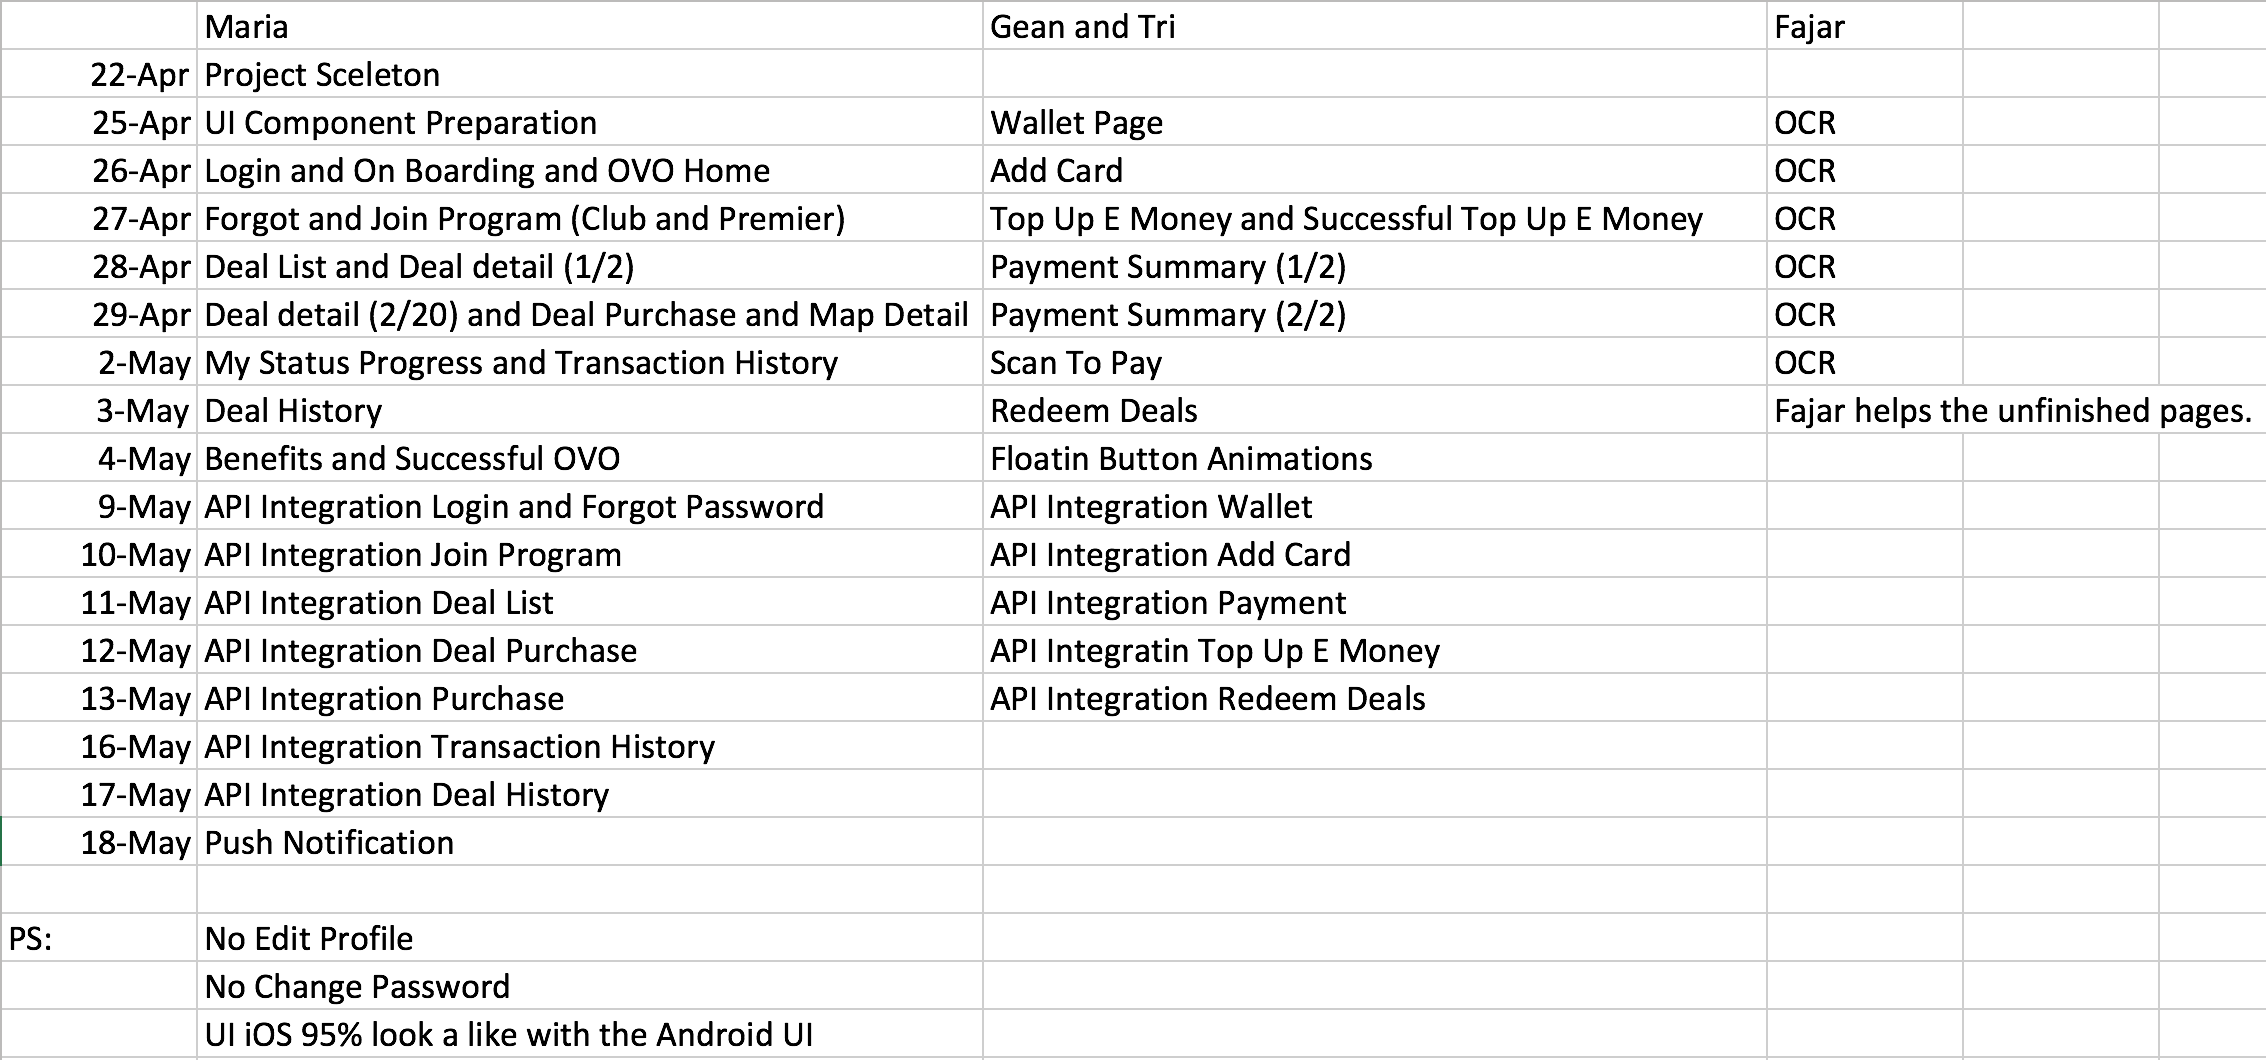 Maria Gean and Tri Fajar
22-Apr Project Sceleton
25-Apr UI Component Preparation Wallet Page OCR
26-Apr Login and On Boarding and OVO Home Add Card OCR
27-Apr Forgot and Join Program (Club and Premier) Top Up E Money and Successful Top Up E Money OCR
28-Apr Deal List and Deal detail (1/2) Payment Summary (1/2) OCR
29-Apr Deal detail (2/20) and Deal Purchase and Map Detail Payment Summary (2/2) OCR
2-May My Status Progress and Transaction History Scan To Pay OCR
3-May Deal History Redeem Deals Fajar helps the unfinished pages.
4-May Benefits and Successful OVO Floatin Button Animations
9-May API Integration Login and Forgot Password API Integration Wallet
10-May API Integration Join Program API Integration Add Card
11-May API Integration Deal List API Integration Payment
12-May API Integration Deal Purchase API Integratin Top Up E Money
13-May API Integration Purchase API Integration Redeem Deals
16-May API Integration Transaction History
17-May API Integration Deal History
18-May Push Notification
PS: No Edit Profile
No Change Password
UI iOS 95% look a like with the Android UI